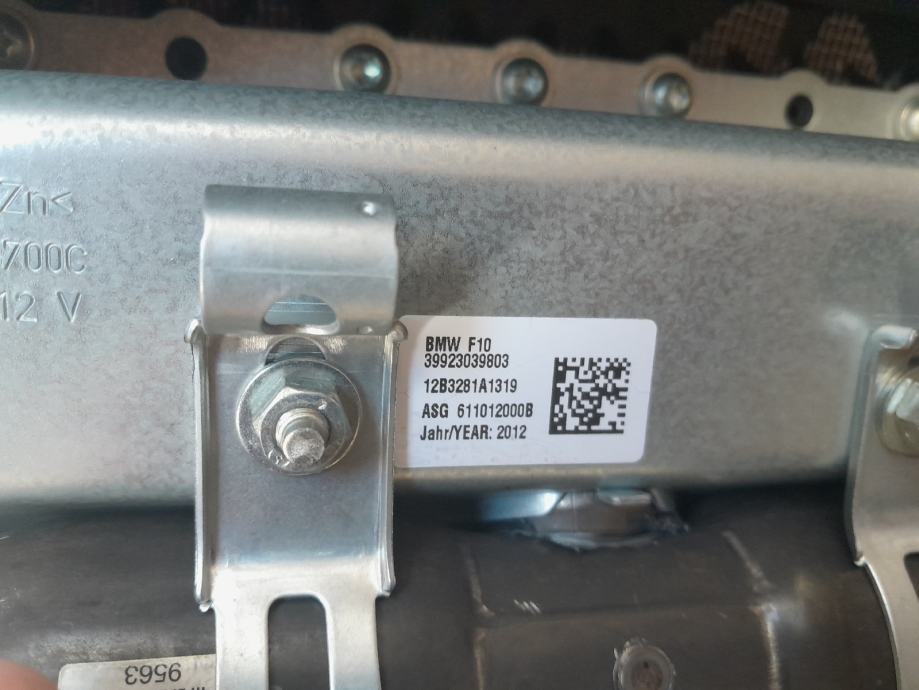 Zn<
700C
12 V
BMW F10
39923039803
12B3281A1319
ASG 611012000B
Jahr/YEAR: 2012
9563